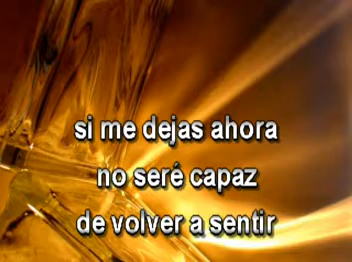 si me dejas ahora
no seré capaz
de volver a sentir